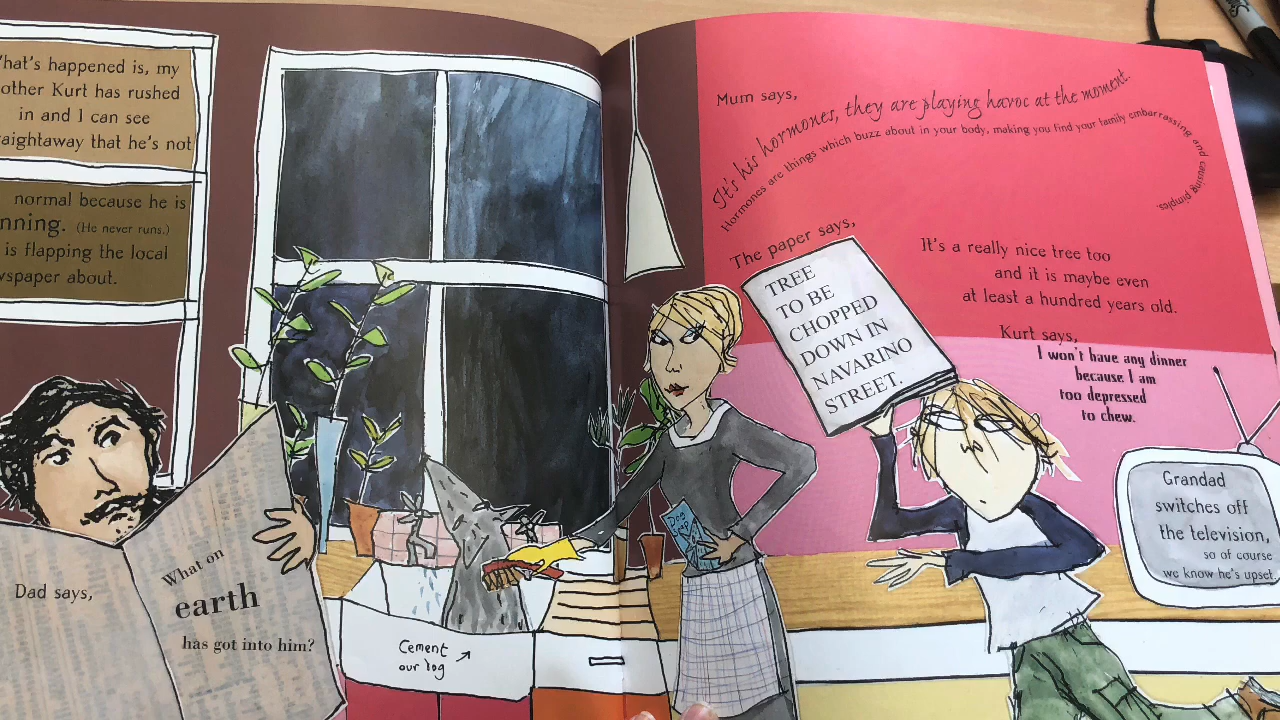 hat's happened is, my
other Kurt has rushed
in and I can see
aightaway that he's not
normal because he is
nning. (He never runs.)
is flapping the local
wspaper about.
Dad says,
What on
earth
has got into him?
Cement
our dog
Dog
Soap
Mum says,
It's his hormones, they are playing havoc at the moment.
Hormones are things which buzz about in your body, making you find your family embarrassing and causing pimples.
The paper says,
TREE
TO BE
CHOPPED
DOWN IN
NAVARINO
STREET.
It's a really nice tree too
and it is maybe even
at least a hundred years old.
Kurt says,
I won't have any dinner
because I am
too depressed
to chew.
Grandad
switches off
the television,
so of course
we know he's upset.